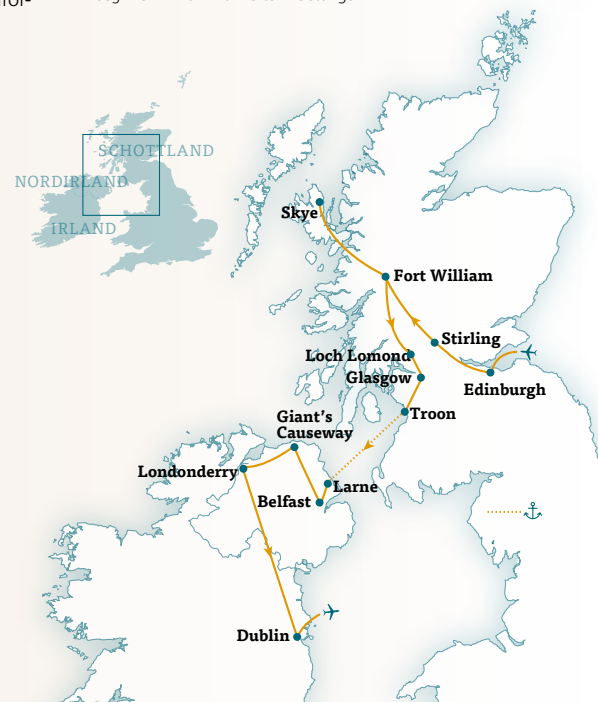 SCHOTTLAND
NORDIRLAND
IRLAND
Skye
Fort William
Stirling
Loch Lomond
Glasgow
Edinburgh
Troon
Giant's
Causeway
Londonderry
Larne
Belfast
Dublin